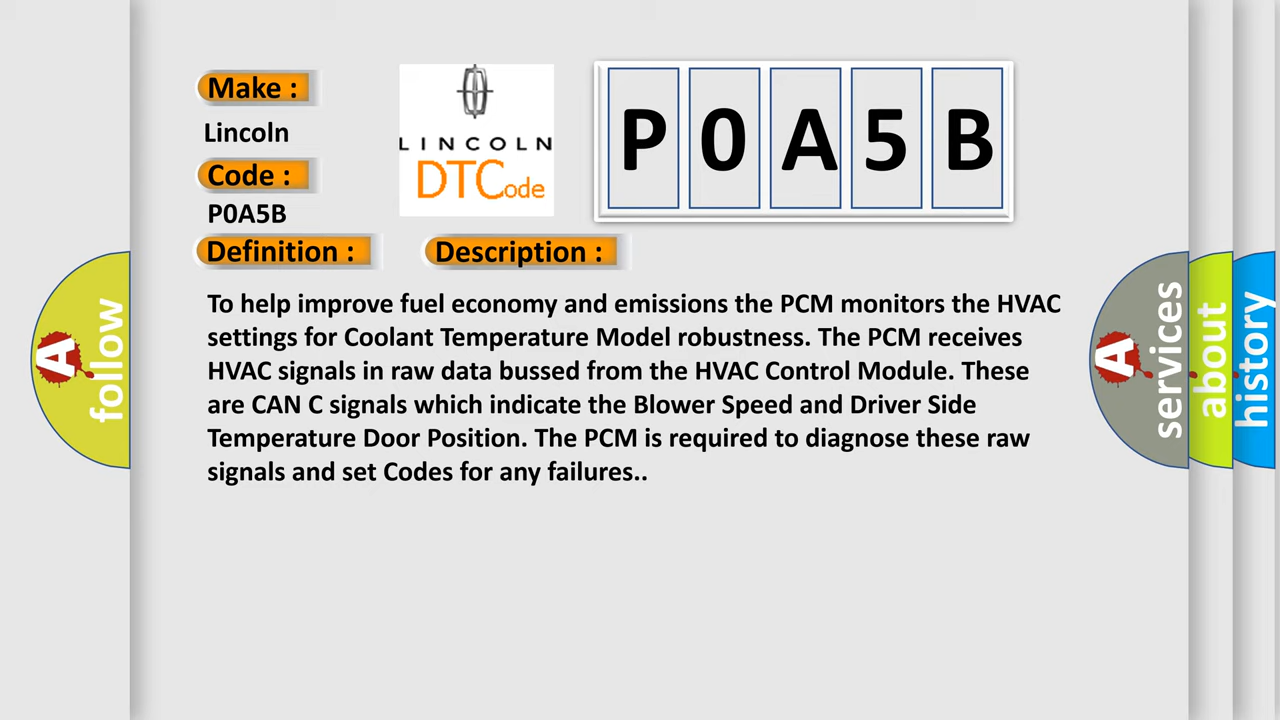 Make :
Lincoln
Code :
P0A5B
Definition :
Description :
LINCOLN
DTCode
P0A5B
To help improve fuel economy and emissions the PCM monitors the HVAC
settings for Coolant Temperature Model robustness. The PCM receives
HVAC signals in raw data bussed from the HVAC Control Module. These
are CAN C signals which indicate the Blower Speed and Driver Side
Temperature Door Position. The PCM is required to diagnose these raw
signals and set Codes for any failures..
A follow
A services
about
history